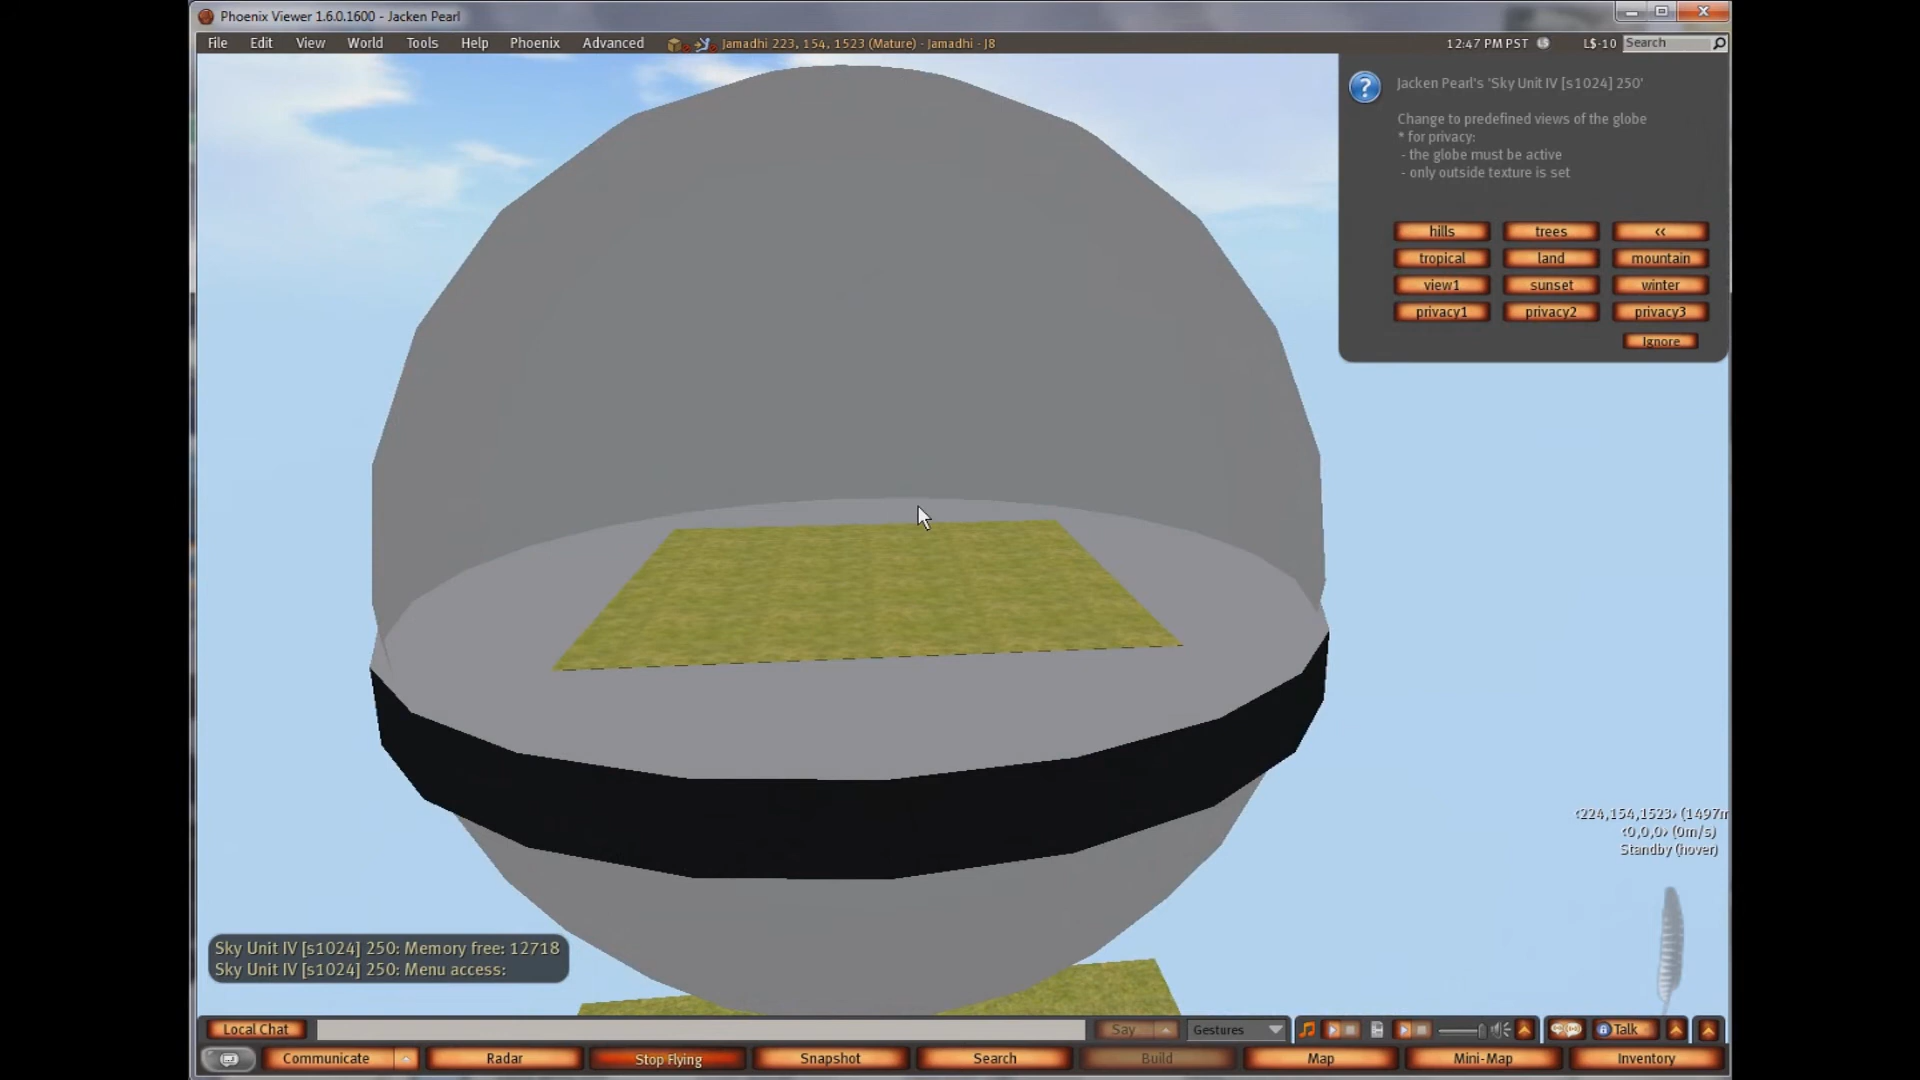 Phoenix Viewer 1.6.0.1600 - Jacken Pearl
File Edit View World Tools Help Phoenix Advanced Jamadhi 223, 154, 1523 (Mature) - Jamadhi - J8 12:47 PM PST L$-10 Search
Jacken Pearl's 'Sky Unit IV [s1024] 250'
Change to predefined views of the globe
* for privacy:
- the globe must be active
- only outside texture is set
hills trees <<
tropical land mountain
view1 sunset winter
privacy1 privacy2 privacy3
Ignore
<224,154,1523> (1497m
<0,0,0> (0m/s)
Standby (hover)
Sky Unit IV [s1024] 250: Memory free: 12718
Sky Unit IV [s1024] 250: Menu access:
Local Chat Say Gestures Talk
Communicate Radar Stop Flying Snapshot Search Build Map Mini-Map Inventory